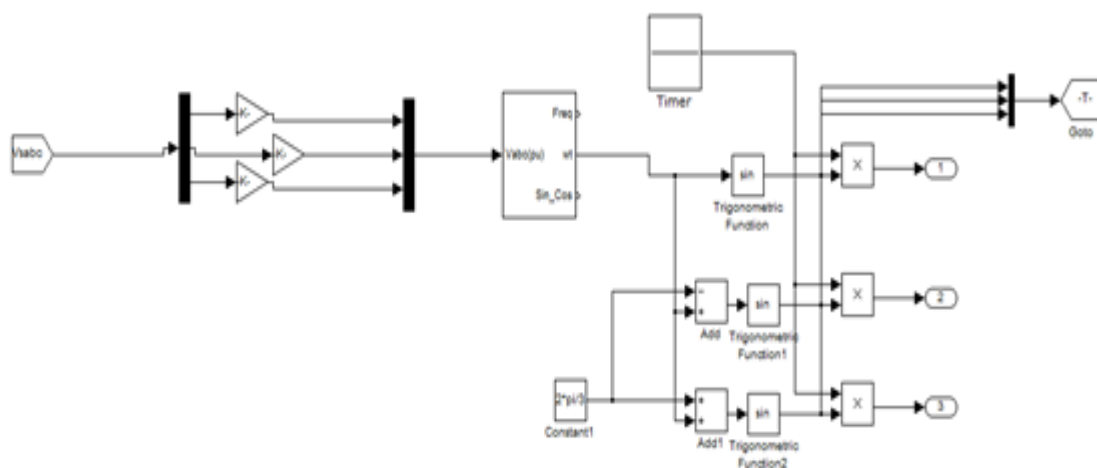 Vsabc
-K-
-K-
-K-
Vabc(pu)
Freq
wt
Sin_Cos
Timer
sin
Trigonometric
Function
-
+
Add
sin
Trigonometric
Function1
2*pi/3
Constant1
+
+
Add1
sin
Trigonometric
Function2
X
X
X
1
2
3
-T-
Goto